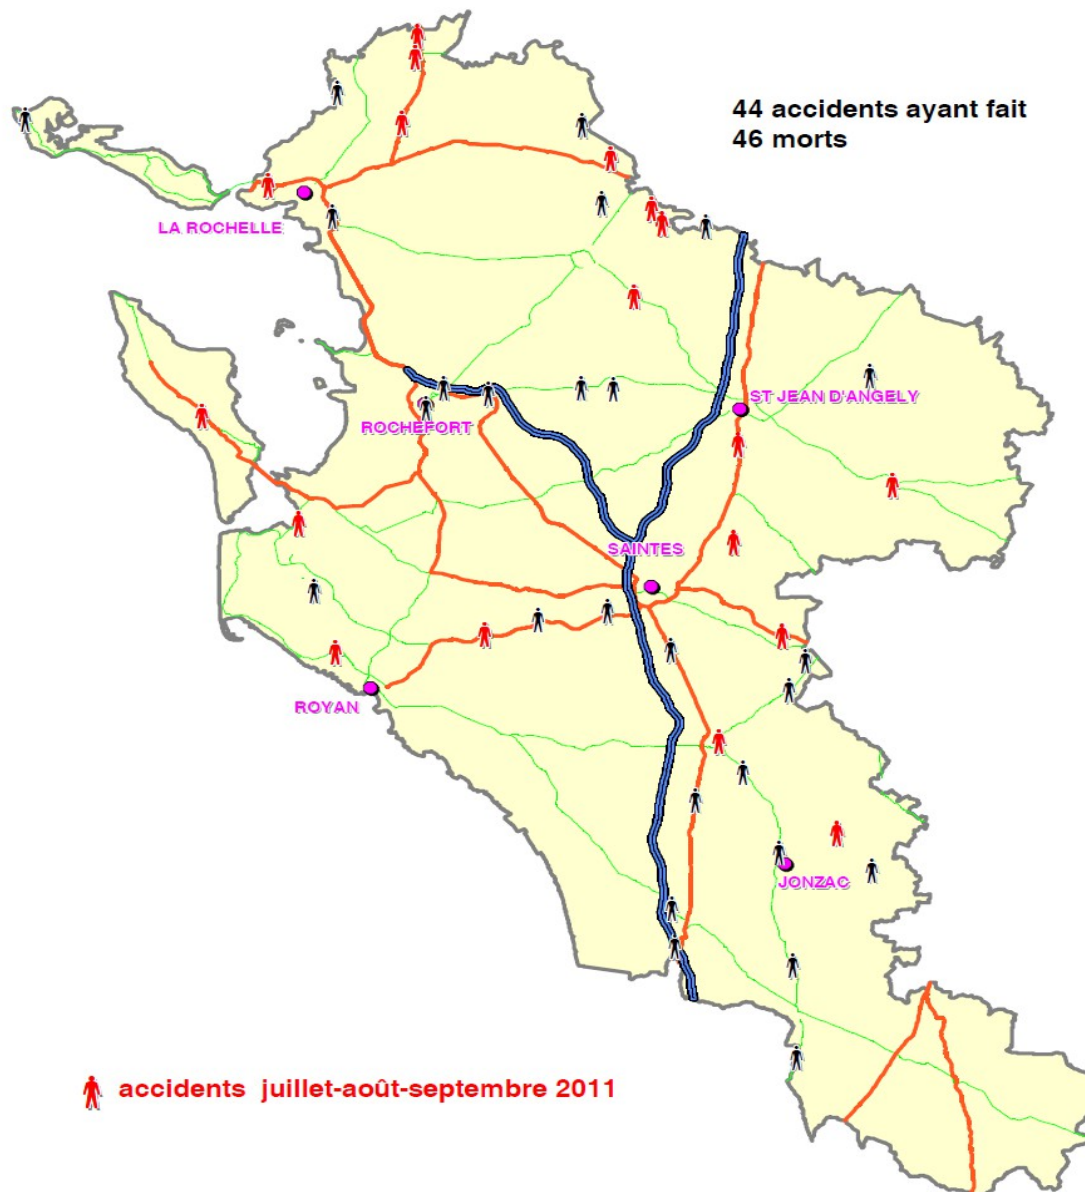 44 accidents ayant fait
46 morts
LA ROCHELLE
ST JEAN D'ANGELY
ROCHEFORT
SAINTES
ROYAN
JONZAC
accidents juillet-août-septembre 2011